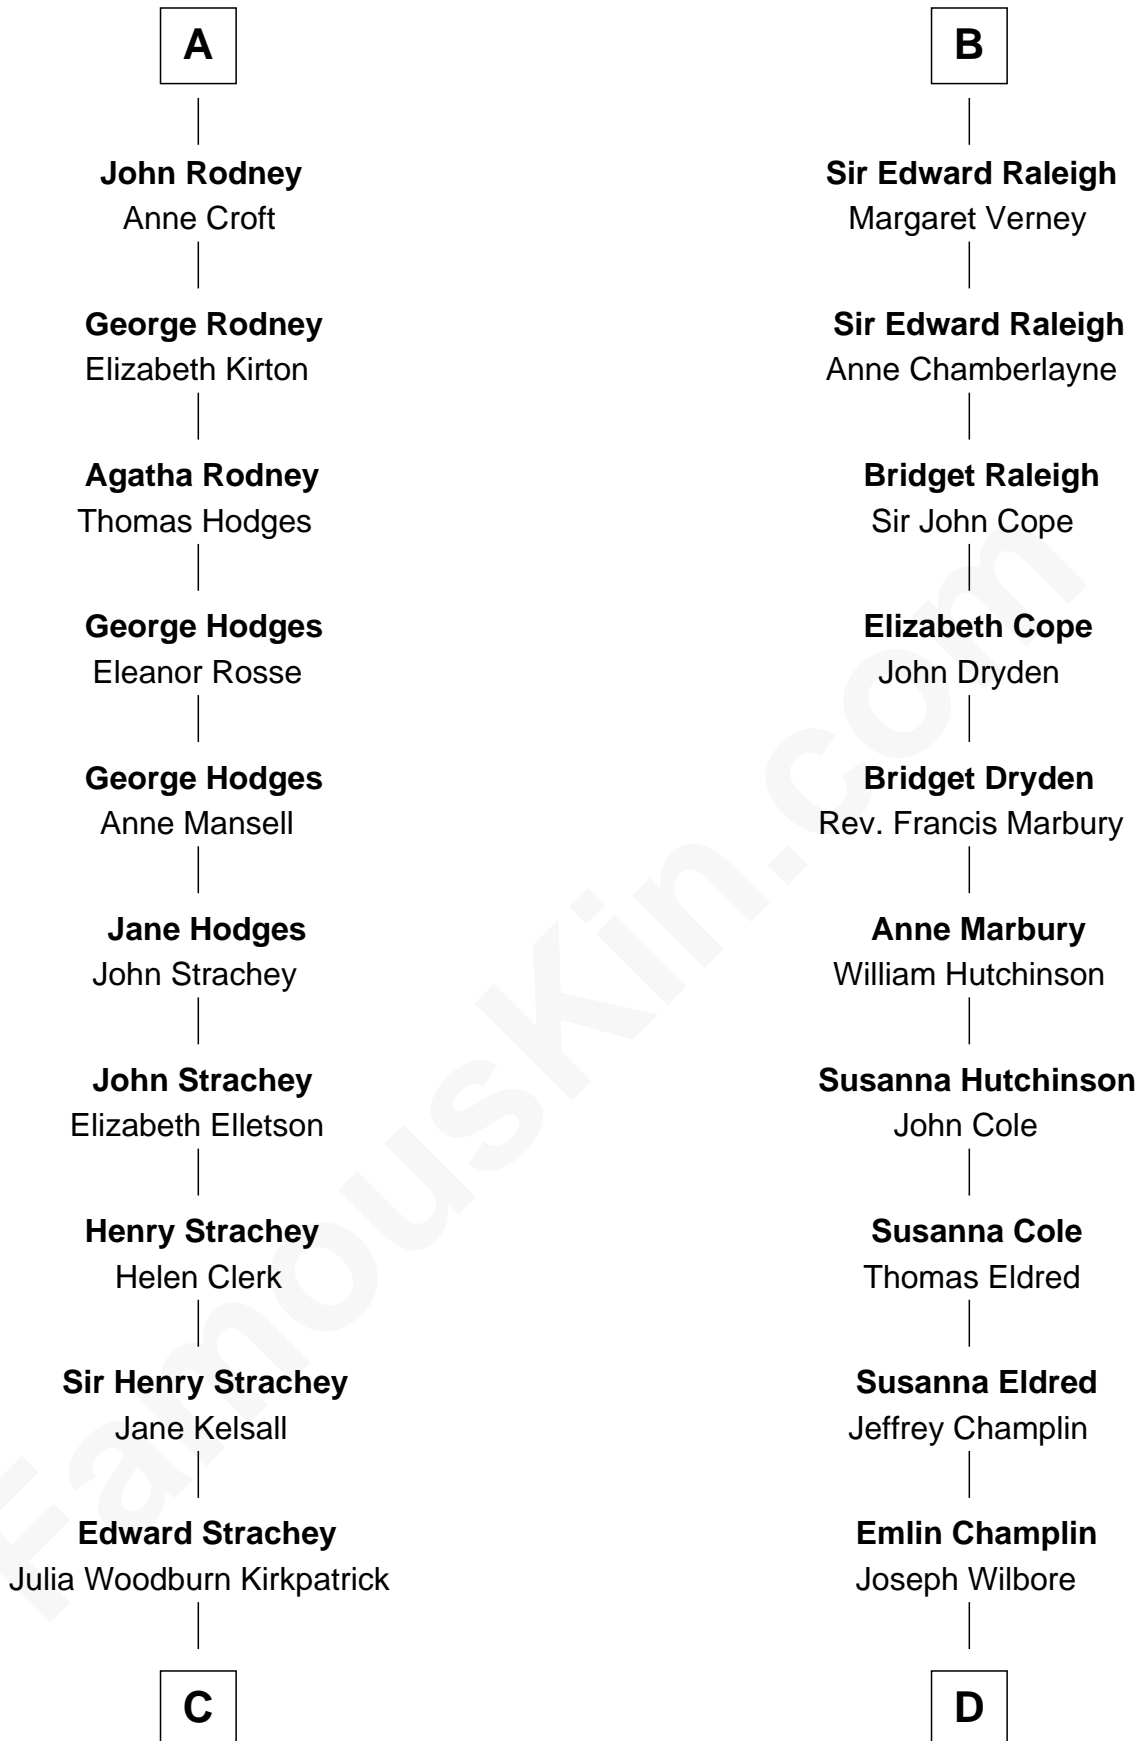 A
John Rodney
Anne Croft
George Rodney
Elizabeth Kirton
Agatha Rodney
Thomas Hodges
George Hodges
Eleanor Rosse
George Hodges
Anne Mansell
Jane Hodges
John Strachey
John Strachey
Elizabeth Elletson
Henry Strachey
Helen Clerk
Sir Henry Strachey
Jane Kelsall
Edward Strachey
Julia Woodburn Kirkpatrick
C
B
Sir Edward Raleigh
Margaret Verney
Sir Edward Raleigh
Anne Chamberlayne
Bridget Raleigh
Sir John Cope
Elizabeth Cope
John Dryden
Bridget Dryden
Rev. Francis Marbury
Anne Marbury
William Hutchinson
Susanna Hutchinson
John Cole
Susanna Cole
Thomas Eldred
Susanna Eldred
Jeffrey Champlin
Emlin Champlin
Joseph Wilbore
D
FamousKin.com